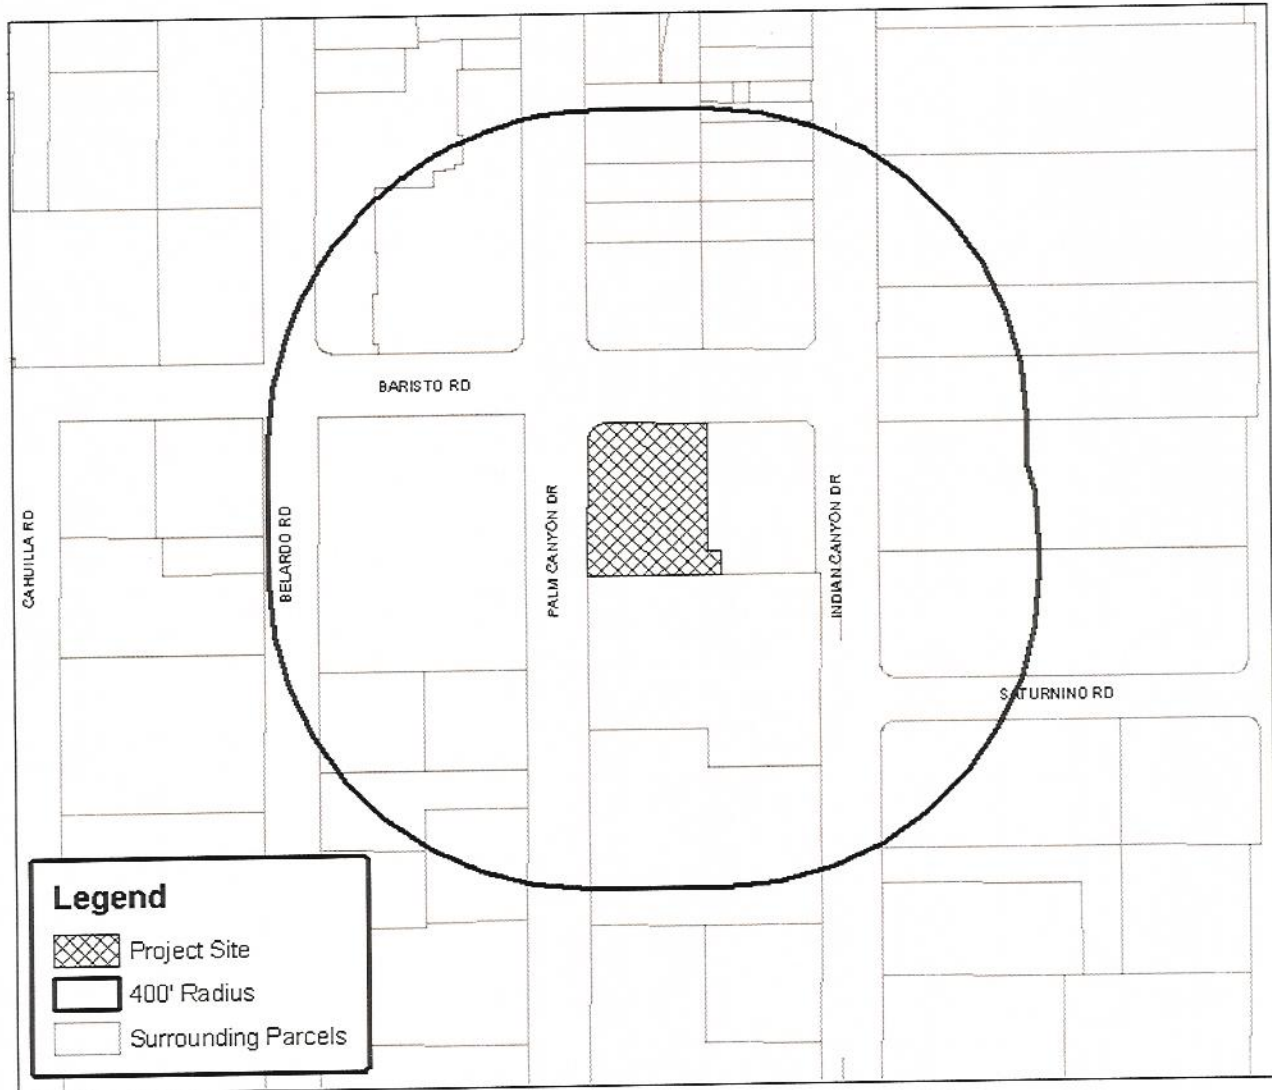 BARISTO RD
CAHUILLA RD
BELARDO RD
PALM CANYON DR
INDIAN CANYON DR
SATURNINO RD
Legend
Project Site
400' Radius
Surrounding Parcels